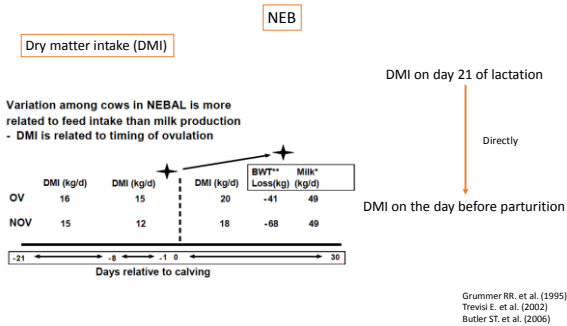 NEB
Dry matter intake (DMI)
DMI on day 21 of lactation
Directly
DMI on the day before parturition
Variation among cows in NEBAL is more
related to feed intake than milk production
- DMI is related to timing of ovulation
DMI (kg/d) DMI (kg/d) DMI (kg/d) BWT** Loss(kg) Milk* (kg/d)
OV 16 15 20 -41 49
NOV 15 12 18 -68 49
-21 -8 -1 0 30
Days relative to calving
Grummer RR. et al. (1995)
Trevisi E. et al. (2002)
Butler ST. et al. (2006)